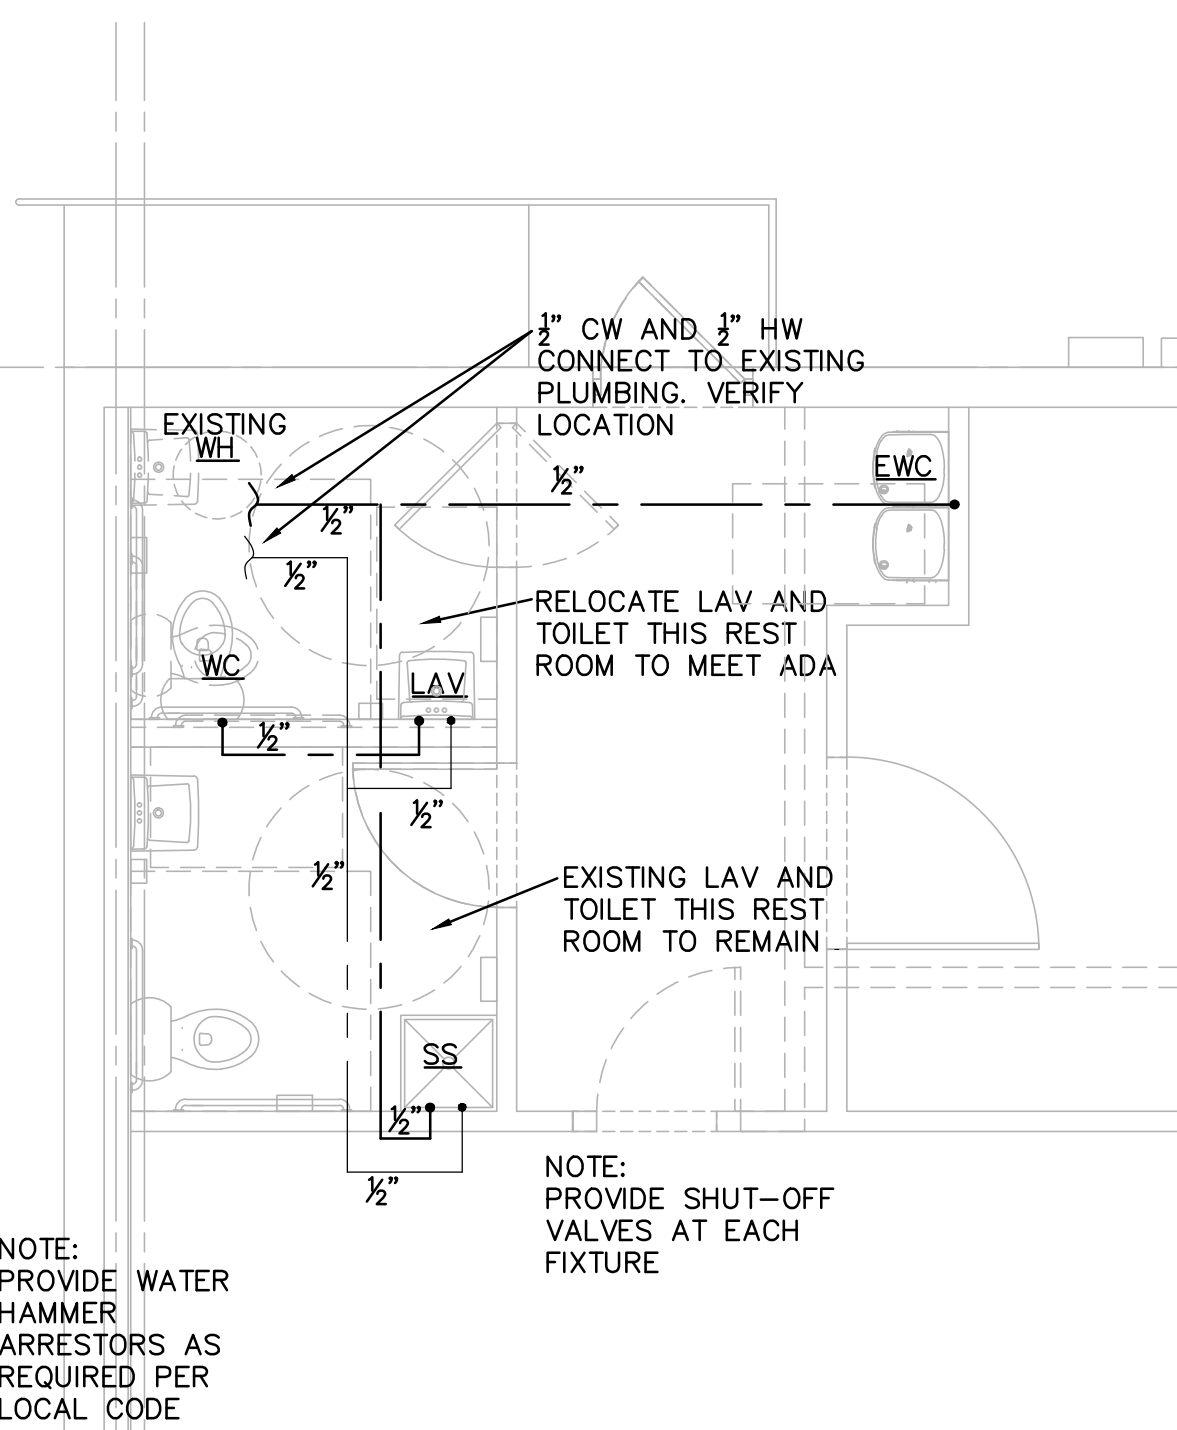 ½" CW AND ½" HW
CONNECT TO EXISTING
PLUMBING. VERIFY
LOCATION
EXISTING
WH
EWC
½"
½"
½"
RELOCATE LAV AND
TOILET THIS REST
ROOM TO MEET ADA
WC
LAV
½"
½"
½"
EXISTING LAV AND
TOILET THIS REST
ROOM TO REMAIN
SS
½"
½"
NOTE:
PROVIDE SHUT-OFF
VALVES AT EACH
FIXTURE
NOTE:
PROVIDE WATER
HAMMER
ARRESTORS AS
REQUIRED PER
LOCAL CODE